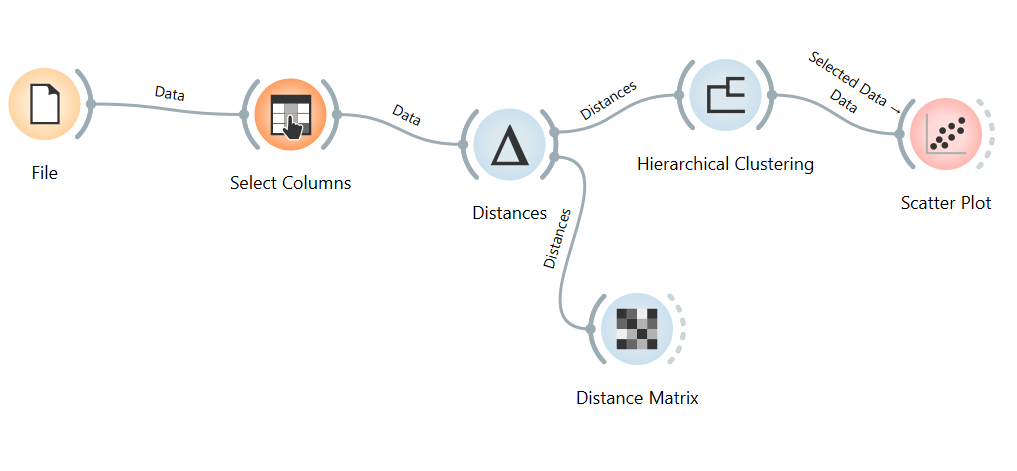 Data
File
Data
Select Columns
Distances
Distances
Distances
Hierarchical Clustering
Selected Data →
Data
Scatter Plot
Distance Matrix